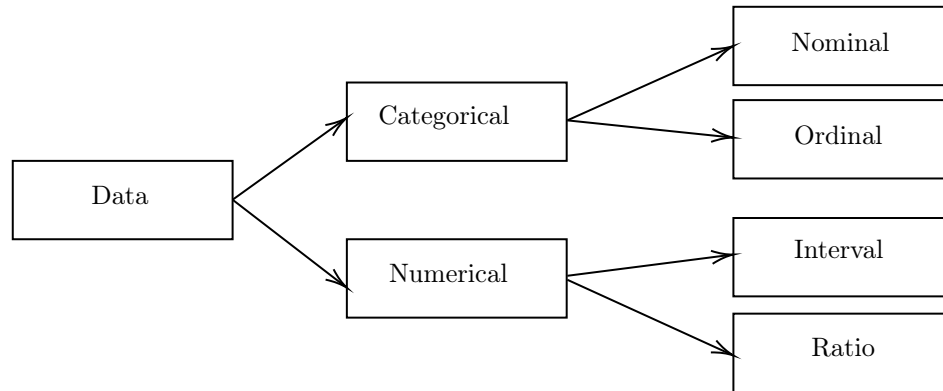 Data
Categorical
Numerical
Nominal
Ordinal
Interval
Ratio